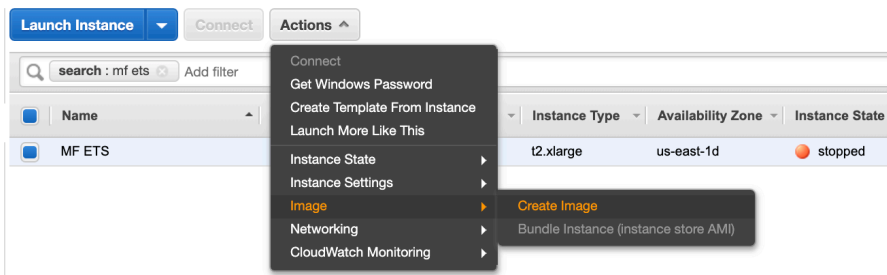 Launch Instance Connect Actions
search : mf ets Add filter
Name Instance Type Availability Zone Instance State
MF ETS t2.xlarge us-east-1d stopped
Connect
Get Windows Password
Create Template From Instance
Launch More Like This
Instance State
Instance Settings
Image
Networking
CloudWatch Monitoring
Create Image
Bundle Instance (instance store AMI)